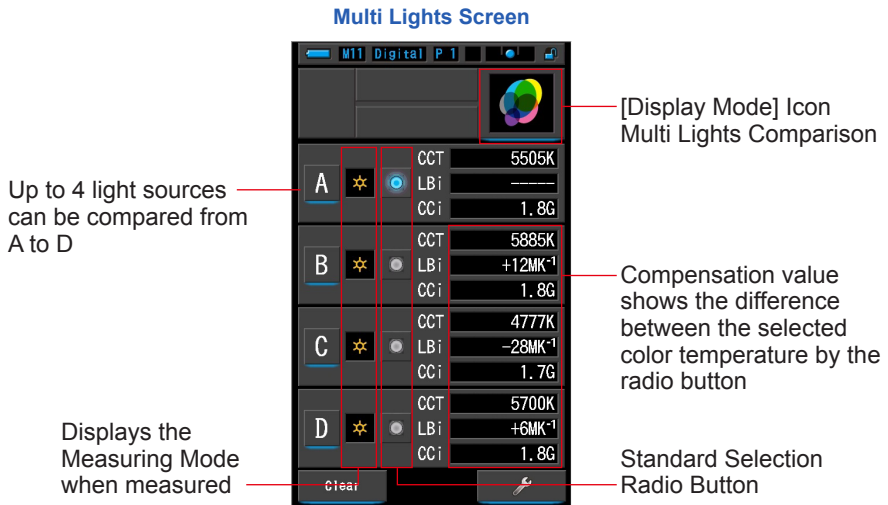 Multi Lights Screen
M11 Digital P 1
[Display Mode] Icon
Multi Lights Comparison
Up to 4 light sources
can be compared from
A to D
A
CCT 5505K
LBi -----
CCi 1.8G
B
CCT 5885K
LBi +12MK⁻¹
CCi 1.8G
C
CCT 4777K
LBi -28MK⁻¹
CCi 1.7G
D
CCT 5700K
LBi +6MK⁻¹
CCi 1.8G
Compensation value
shows the difference
between the selected
color temperature by the
radio button
Displays the
Measuring Mode
when measured
Standard Selection
Radio Button
Clear